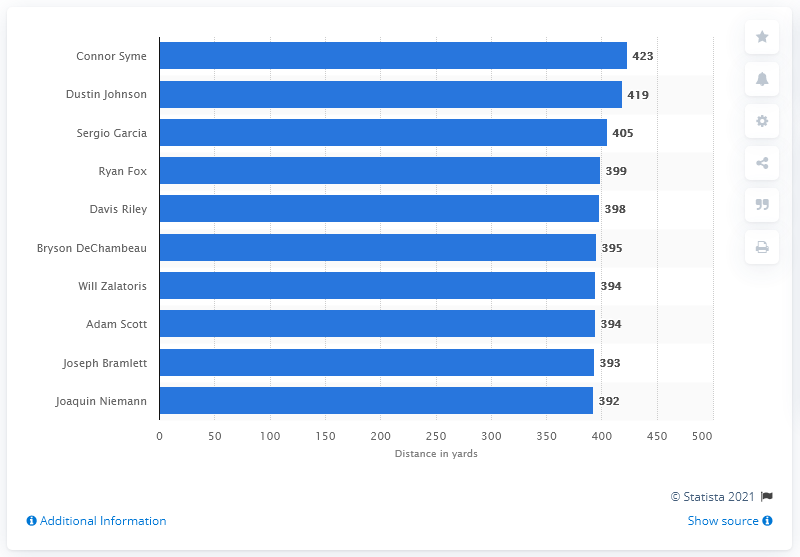 Connor Syme 423
Dustin Johnson 419
Sergio Garcia 405
Ryan Fox 399
Davis Riley 398
Bryson DeChambeau 395
Will Zalatoris 394
Adam Scott 394
Joseph Bramlett 393
Joaquin Niemann 392
0 50 100 150 200 250 300 350 400 450 500
Distance in yards
© Statista 2021
Additional Information Show source